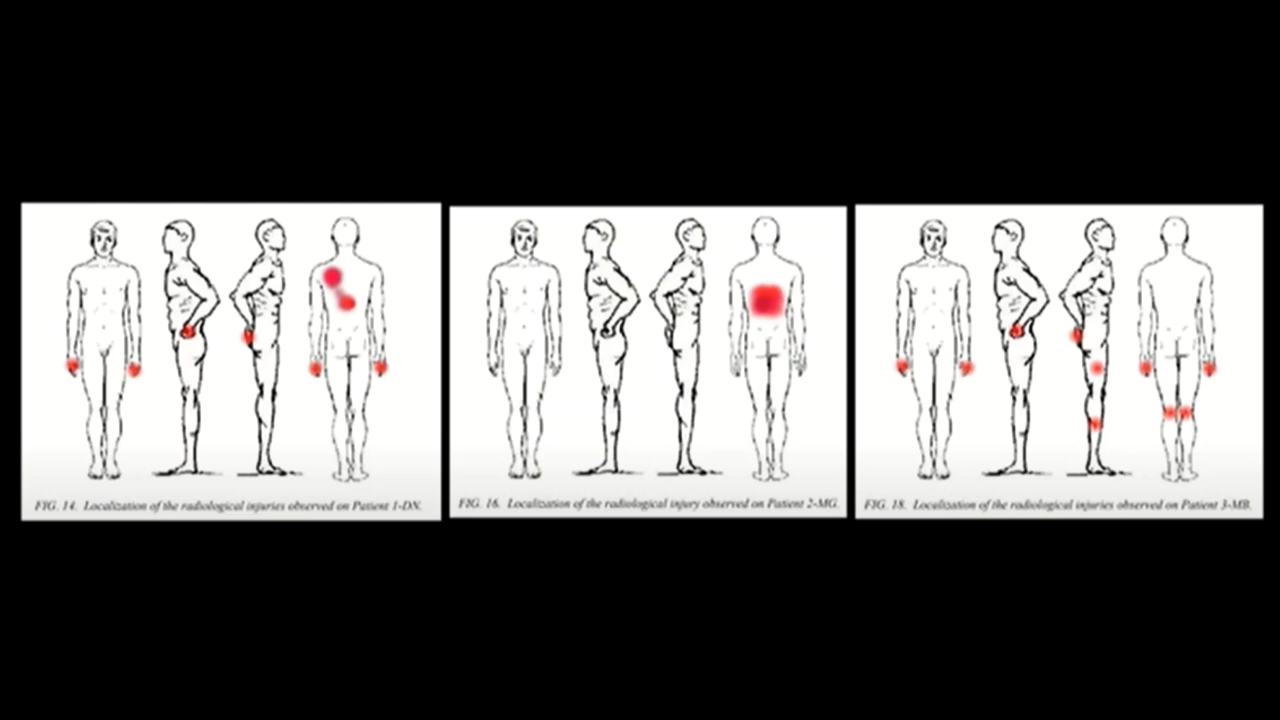 FIG. 14. Localization of the radiological injuries observed on Patient 1-DN.
FIG. 16. Localization of the radiological injury observed on Patient 2-MG.
FIG. 18. Localization of the radiological injuries observed on Patient 3-MB.